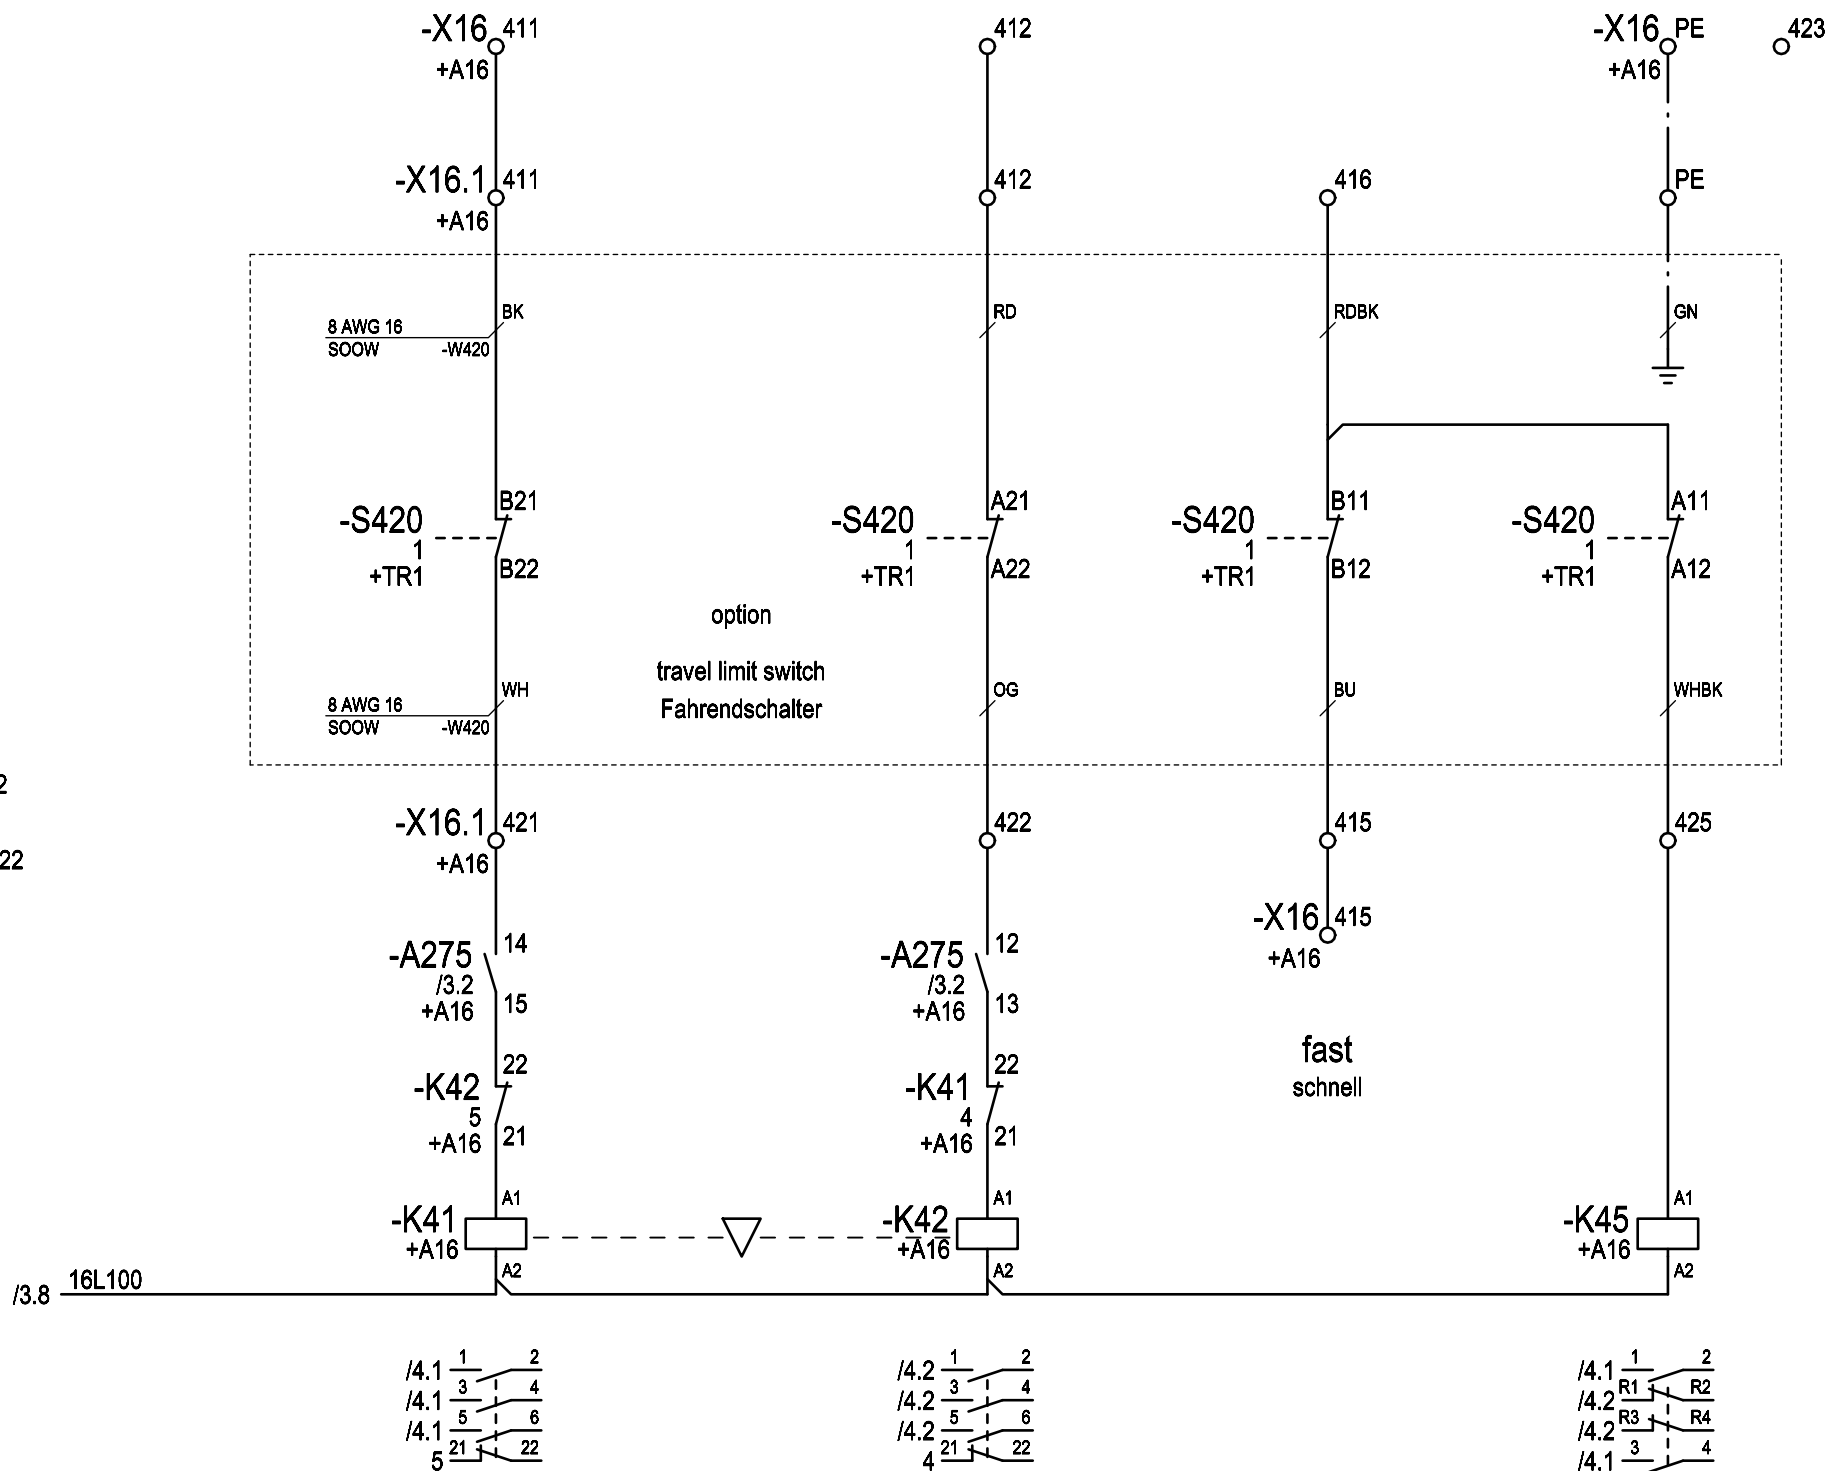 -X16 411
+A16
412
-X16 PE
+A16
423
-X16.1 411
+A16
412
416
PE
BK
RD
RDBK
GN
8 AWG 16
SOOW -W420
-S420
1
+TR1
B21
B22
-S420
1
+TR1
A21
A22
-S420
1
+TR1
B11
B12
-S420
1
+TR1
A11
A12
option
travel limit switch
Fahrendschalter
WH
OG
BU
WHBK
8 AWG 16
SOOW -W420
2
22
-X16.1 421
+A16
422
415
425
-X16 415
+A16
-A275
/3.2
+A16
14
15
-A275
/3.2
+A16
12
13
fast
schnell
-K42
5
+A16
22
21
-K41
4
+A16
22
21
-K41
+A16
A1
A2
-K42
+A16
A1
A2
-K45
+A16
A1
A2
/3.8 16L100
/4.1 1 2
/4.1 3 4
/4.1 5 6
5 21 22
/4.2 1 2
/4.2 3 4
/4.2 5 6
4 21 22
/4.1 1 2
/4.2 R1 R2
/4.2 R3 R4
/4.1 3 4